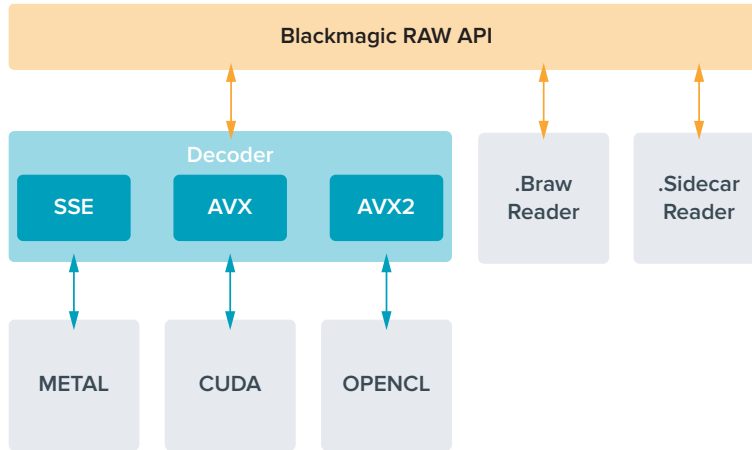 Blackmagic RAW API
Decoder
SSE
AVX
AVX2
.Braw
Reader
.Sidecar
Reader
METAL
CUDA
OPENCL